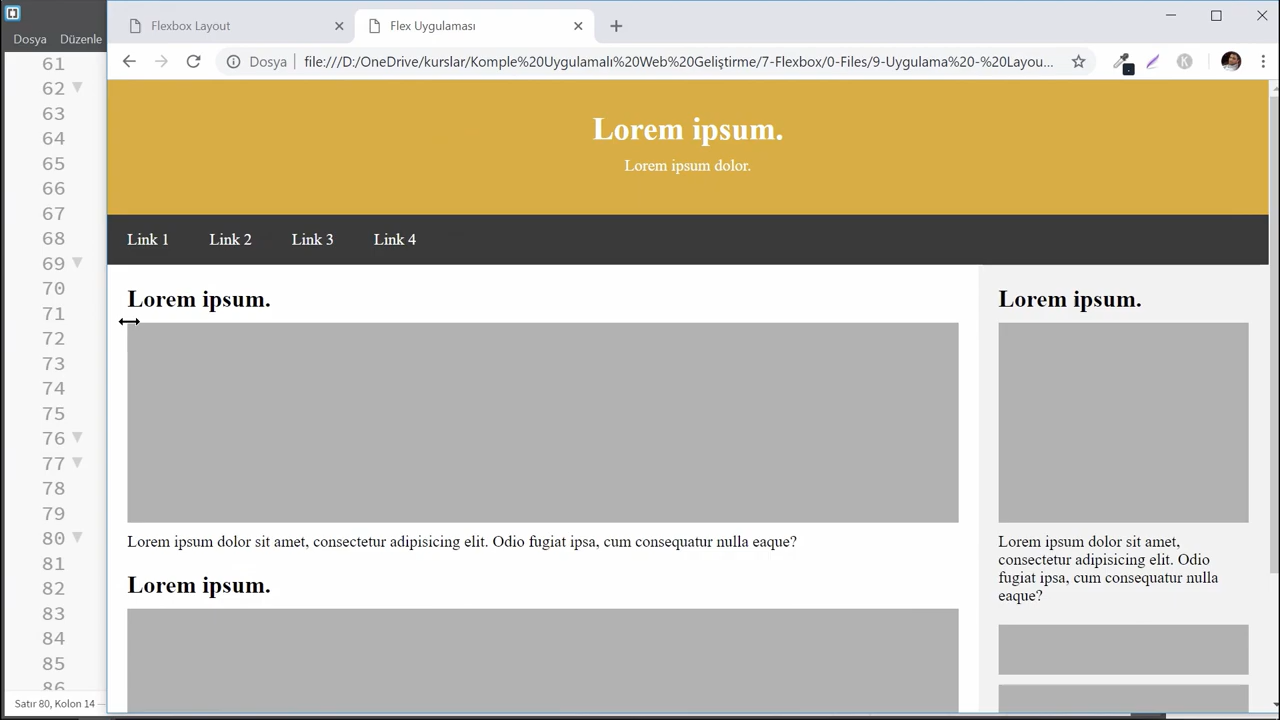 Flexbox Layout
Flex Uygulaması
Dosya Düzenle
Dosya file:///D:/OneDrive/kurslar/Komple%20Uygulamalı%20Web%20Geliştirme/7-Flexbox/0-Files/9-Uygulama%20-%20Layou...
61
62
63
64
65
66
67
68
69
70
71
72
73
74
75
76
77
78
79
80
81
82
83
84
85
86
Satır 80, Kolon 14 —
Lorem ipsum.
Lorem ipsum dolor.
Link 1 Link 2 Link 3 Link 4
Lorem ipsum.
Lorem ipsum dolor sit amet, consectetur adipisicing elit. Odio fugiat ipsa, cum consequatur nulla eaque?
Lorem ipsum.
Lorem ipsum.
Lorem ipsum dolor sit amet,
consectetur adipisicing elit. Odio
fugiat ipsa, cum consequatur nulla
eaque?